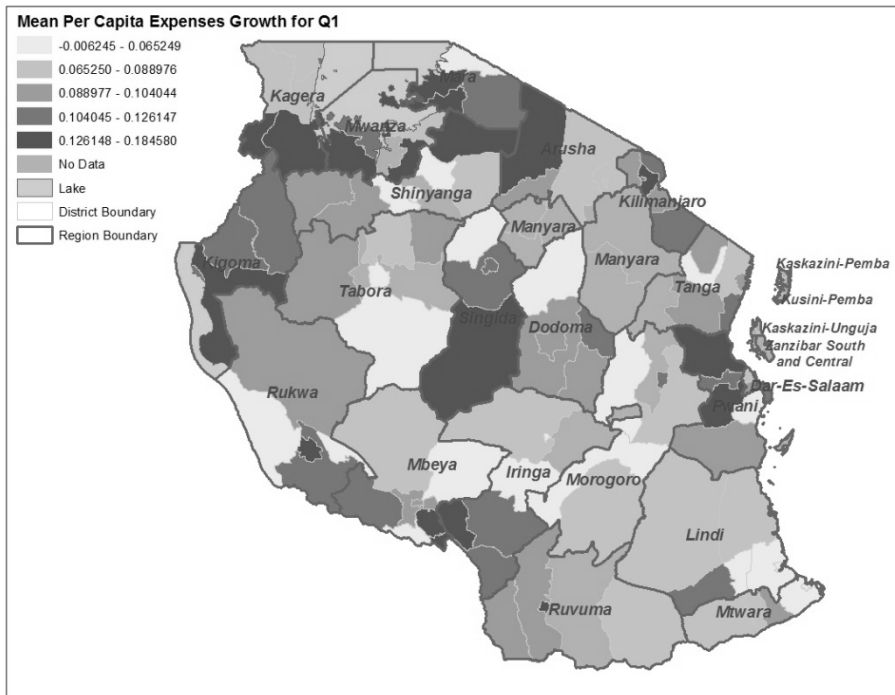 Mean Per Capita Expenses Growth for Q1
-0.006245 - 0.065249
0.065250 - 0.088976
0.088977 - 0.104044
0.104045 - 0.126147
0.126148 - 0.184580
No Data
Lake
District Boundary
Region Boundary
Mara
Kagera
Mwanza
Arusha
Shinyanga
Kilimanjaro
Manyara
Manyara
Kigoma
Kaskazini-Pemba
Tabora
Tanga
Kusini-Pemba
Singida
Dodoma
Kaskazini-Unguja
Zanzibar South
and Central
Rukwa
Dar-Es-Salaam
Pwani
Mbeya
Iringa
Morogoro
Lindi
Ruvuma
Mtwara